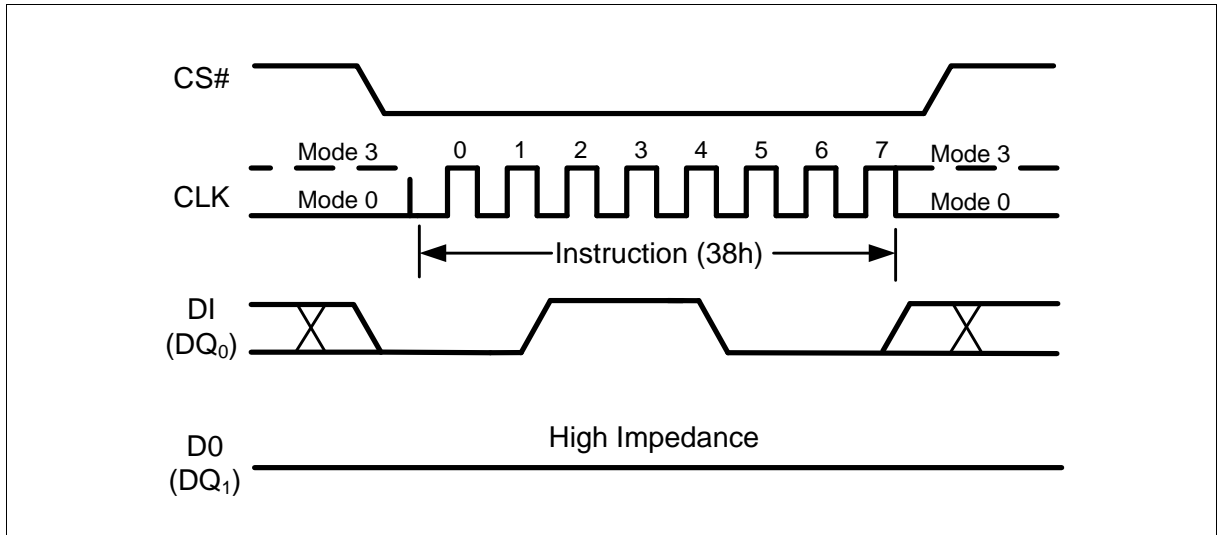 CS#
Mode 3 0 1 2 3 4 5 6 7 Mode 3
CLK
Mode 0 Mode 0
Instruction (38h)
DI
(DQ0)
High Impedance
D0
(DQ1)